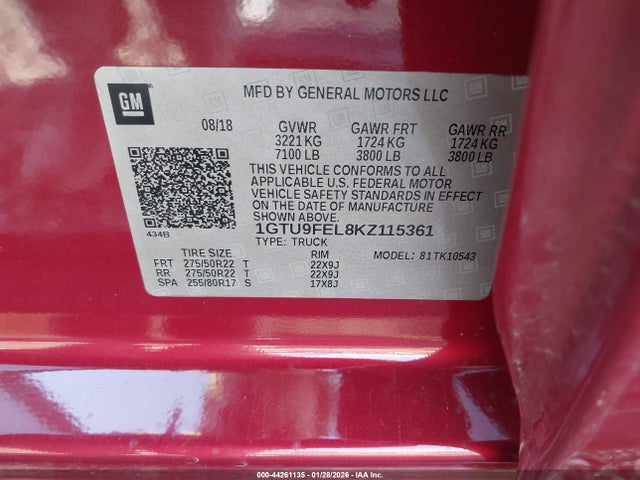 GM
MFD BY GENERAL MOTORS LLC
08/18 GVWR GAWR FRT GAWR RR
3221 KG 1724 KG 1724 KG
7100 LB 3800 LB 3800 LB
THIS VEHICLE CONFORMS TO ALL
APPLICABLE U.S. FEDERAL MOTOR
VEHICLE SAFETY STANDARDS IN EFFECT
ON THE DATE OF MANUFACTURE
SHOWN ABOVE.
434B
1GTU9FEL8KZ115361
TYPE: TRUCK
MODEL: 81TK10543
TIRE SIZE RIM
FRT 275/50R22 T 22X9J
RR 275/50R22 T 22X9J
SPA 255/80R17 S 17X8J
000-44261135 - 01/28/2026 - IAA, Inc.